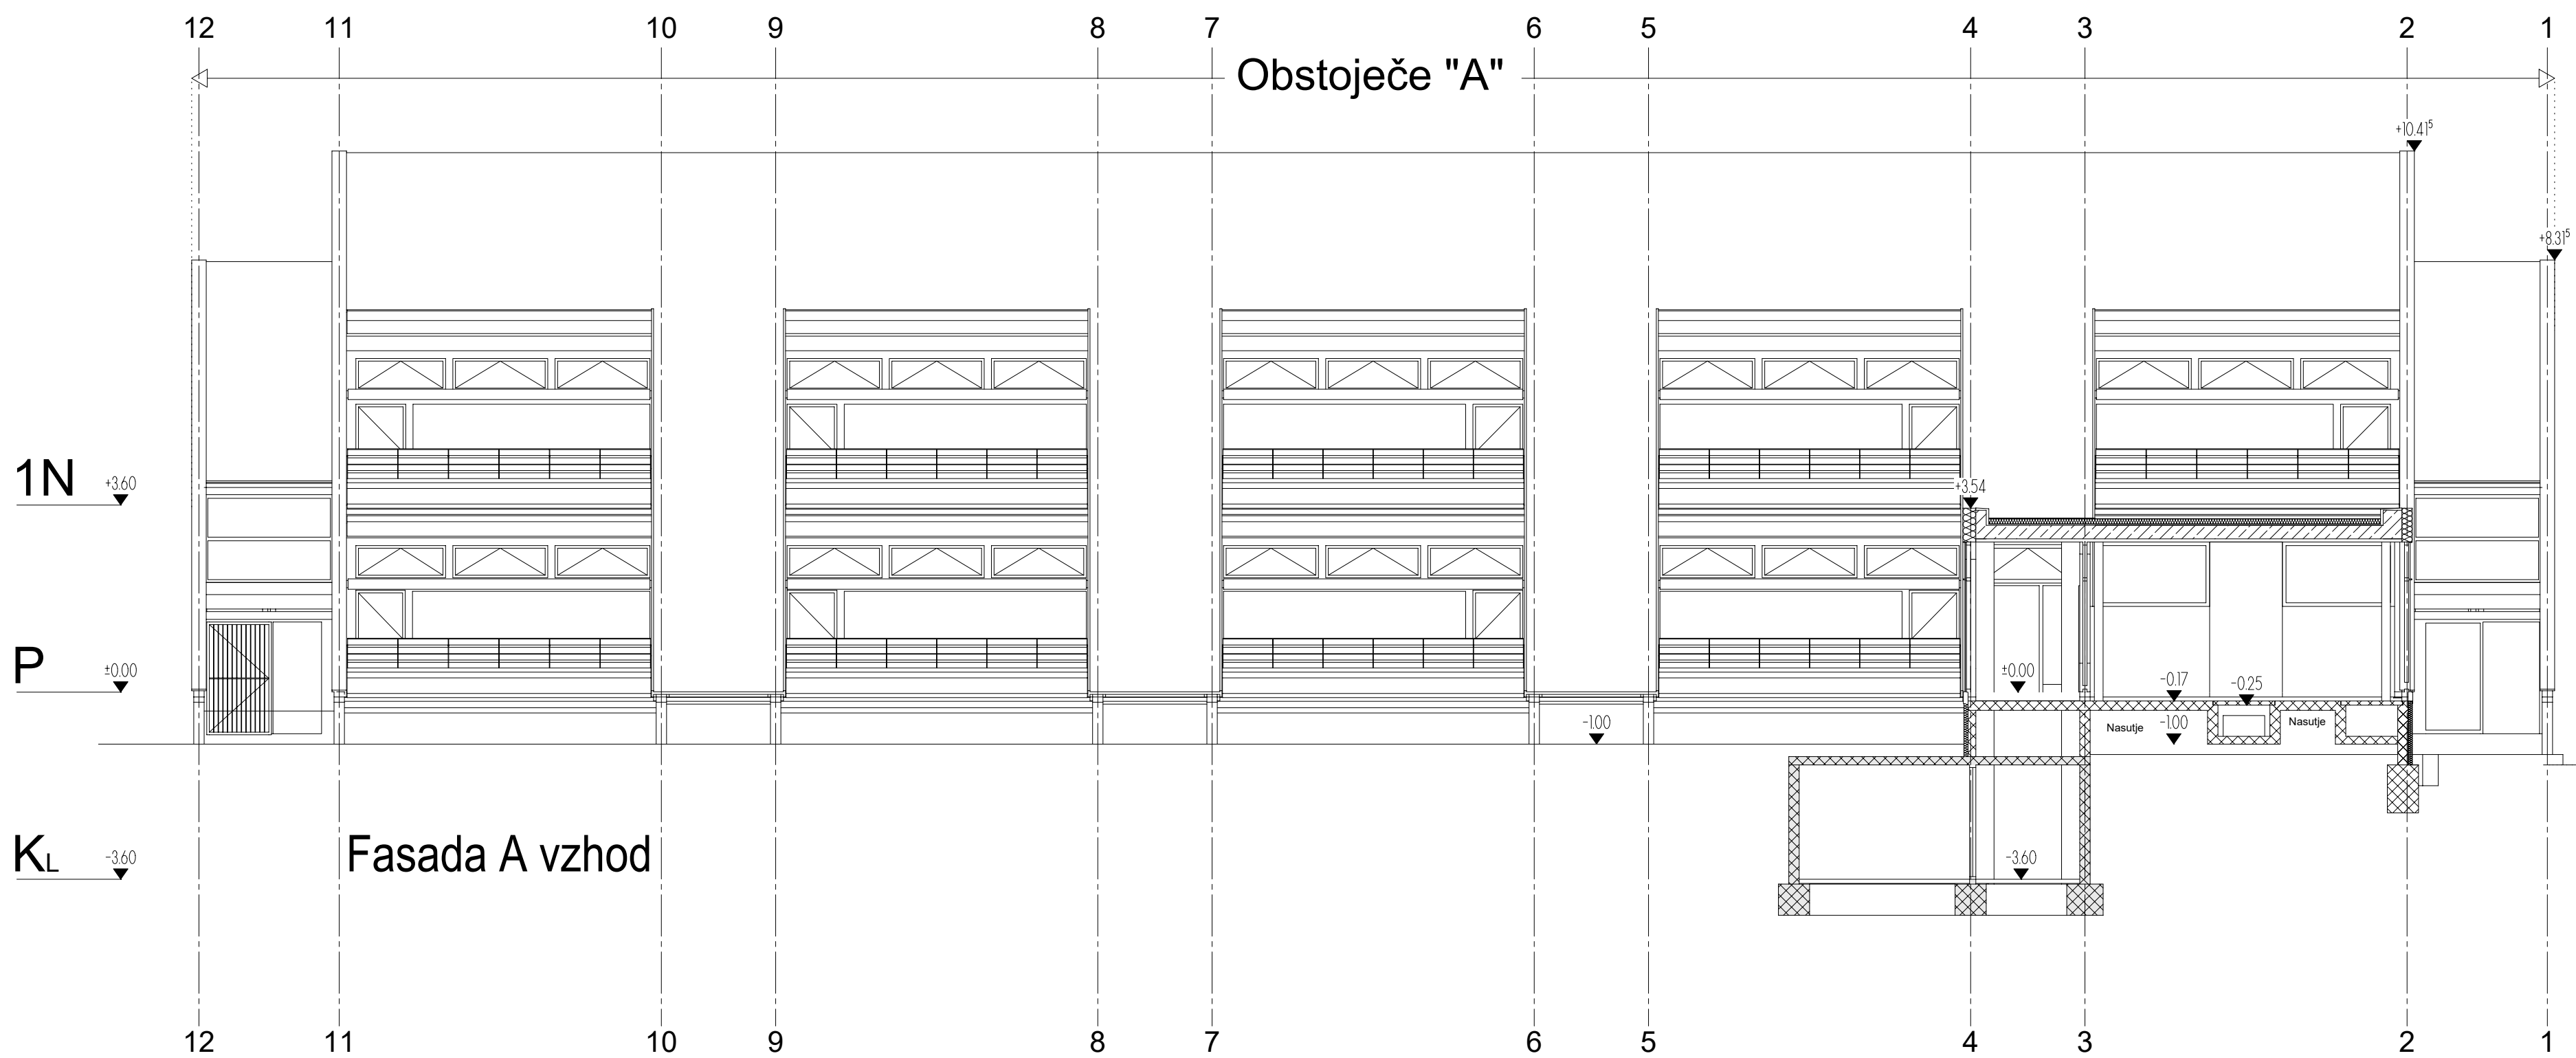 12 11 10 9 8 7 6 5 4 3 2 1
Obstoječe "A"
+10.41⁵
+8.31⁵
1N +3.60
+3.54
P ±0.00
±0.00
-0.17
-0.25
-1.00
Nasutje
-1.00
Nasutje
KL -3.60
Fasada A vzhod
-3.60
12 11 10 9 8 7 6 5 4 3 2 1